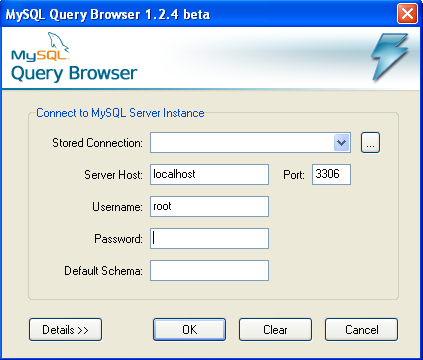 MySQL Query Browser 1.2.4 beta
MySQL
Query Browser
Connect to MySQL Server Instance
Stored Connection: ...
Server Host: localhost Port: 3306
Username: root
Password:
Default Schema:
Details >> OK Clear Cancel